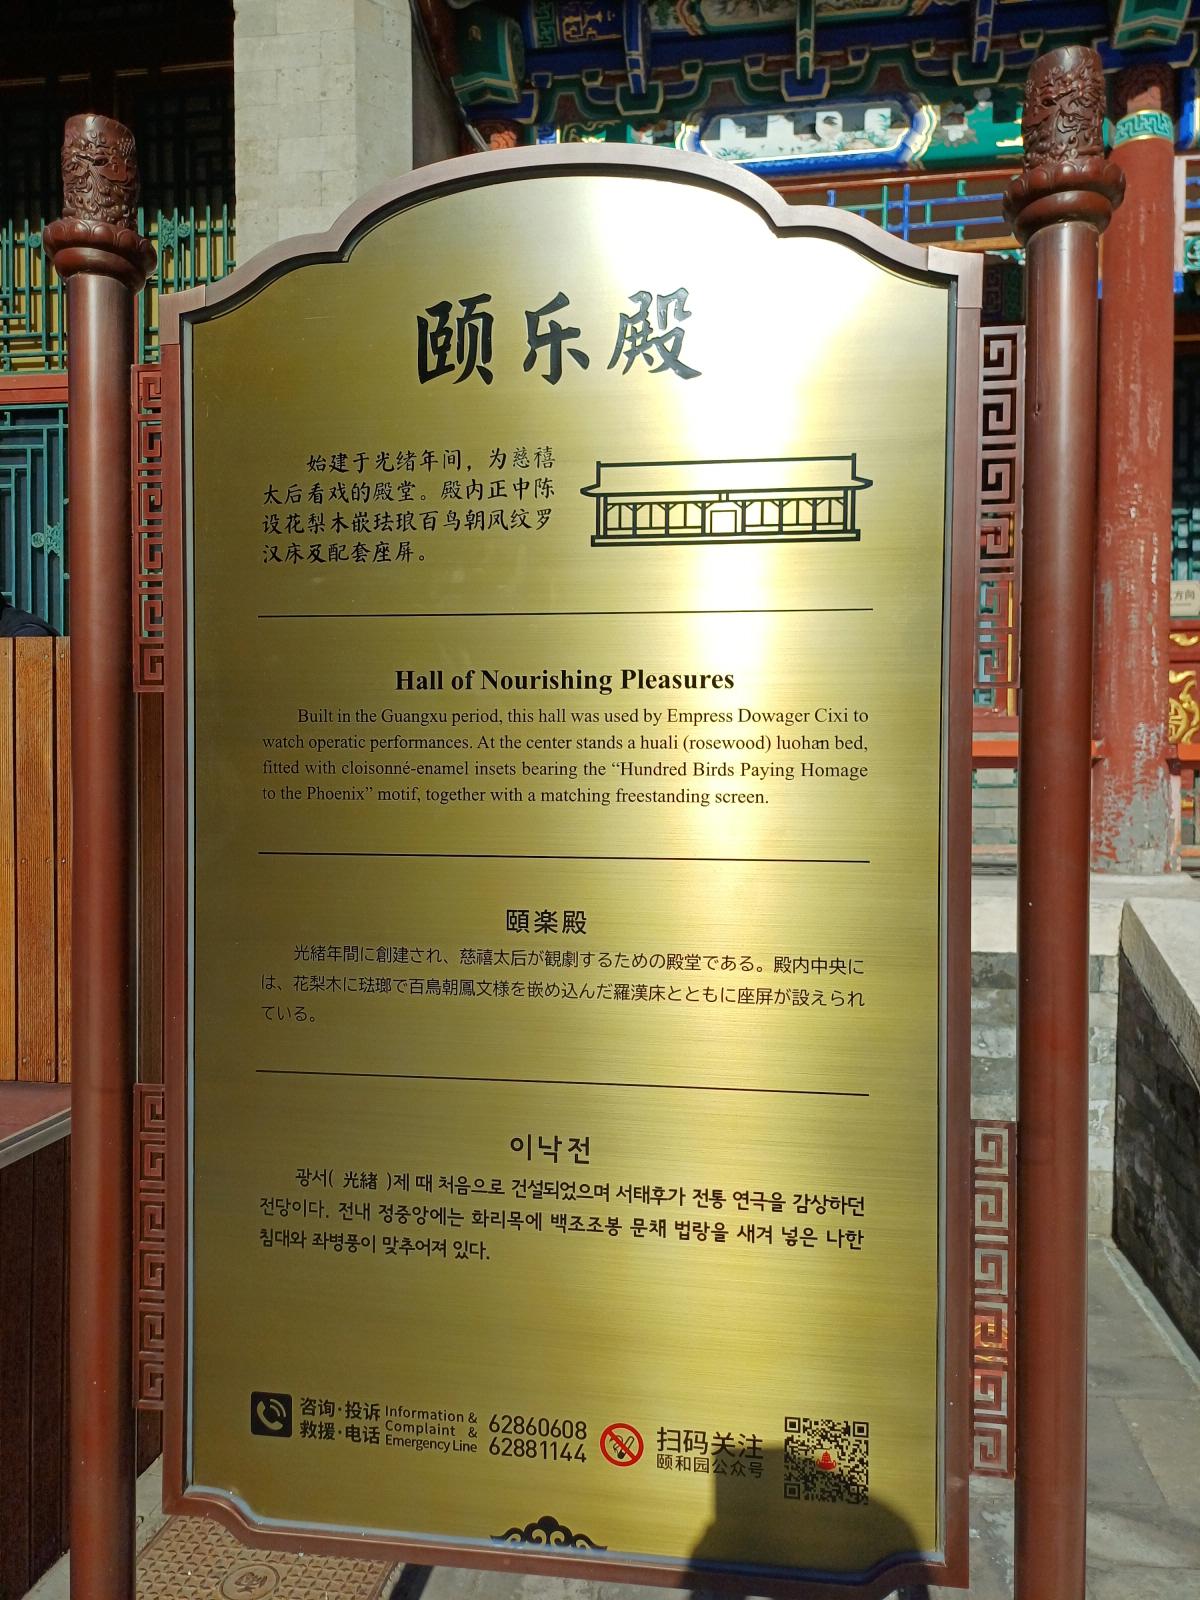 颐乐殿
始建于光绪年间，为慈禧
太后看戏的殿堂。殿内正中陈
设花梨木嵌珐琅百鸟朝凤纹罗
汉床及配套座屏。
Hall of Nourishing Pleasures
Built in the Guangxu period, this hall was used by Empress Dowager Cixi to
watch operatic performances. At the center stands a huali (rosewood) luohan bed,
fitted with cloisonné-enamel insets bearing the “Hundred Birds Paying Homage
to the Phoenix” motif, together with a matching freestanding screen.
頤楽殿
光緒年間に創建され、慈禧太后が観劇するための殿堂である。殿内中央に
は、花梨木に琺瑯で百鳥朝鳳文様を嵌め込んだ羅漢床とともに座屏が設えられ
ている。
이낙전
광서( 光緒 )제 때 처음으로 건설되었으며 서태후가 전통 연극을 감상하던
전당이다. 전내 정중앙에는 화리목에 백조조봉 문채 법랑을 새겨 넣은 나한
침대와 좌병풍이 맞추어져 있다.
咨询·投诉
救援·电话
Information &
Complaint &
Emergency Line
62860608
62881144
扫码关注
颐和园公众号
方向